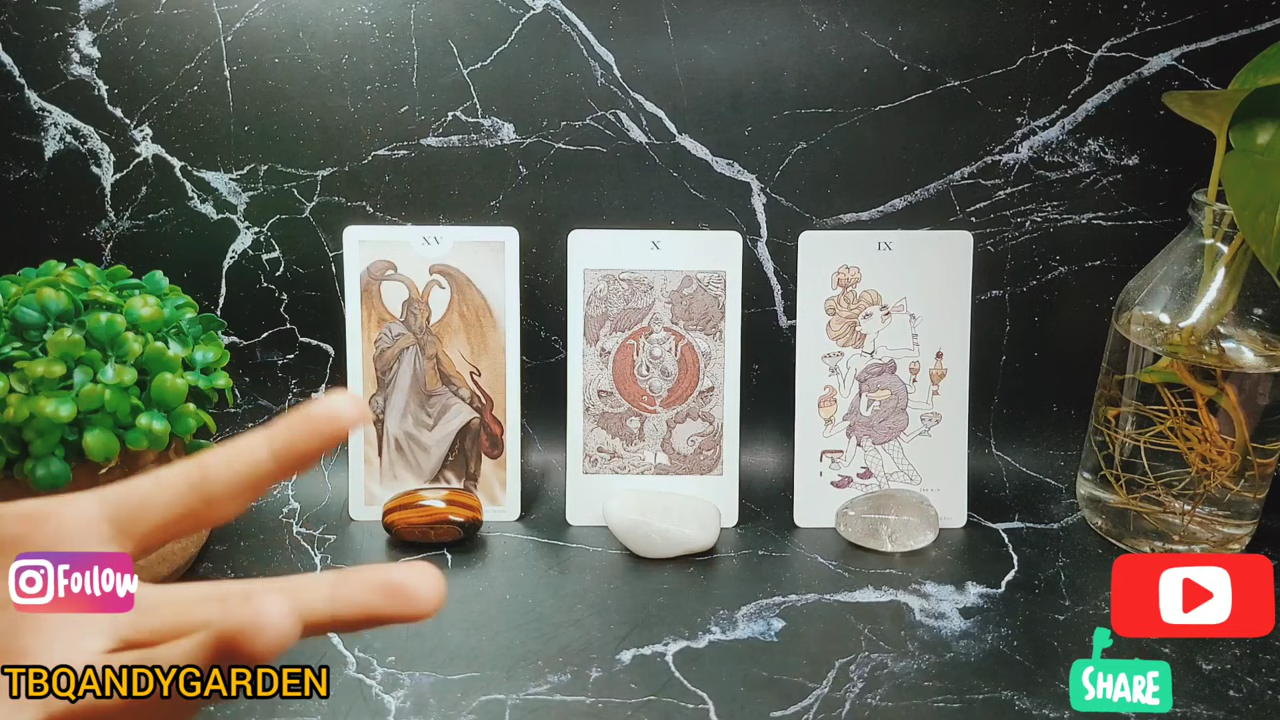 XV
X
IX
Follow
TBQANDYGARDEN
SHARE